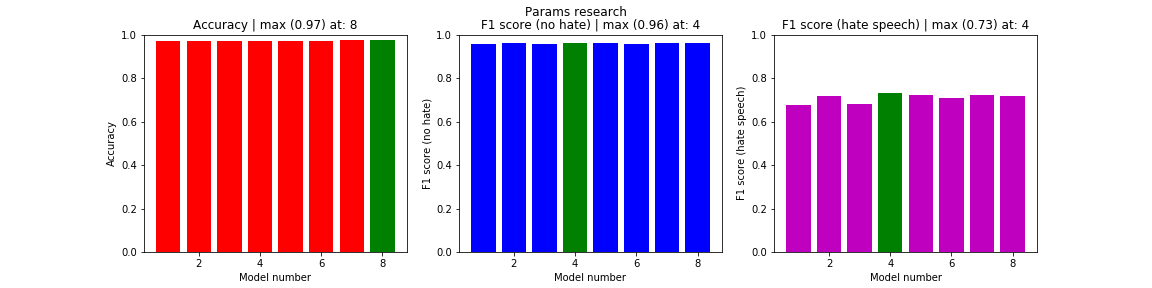 Params research
Accuracy | max (0.97) at: 8
F1 score (no hate) | max (0.96) at: 4
F1 score (hate speech) | max (0.73) at: 4
Accuracy
1.0
0.8
0.6
0.4
0.2
0.0
2 4 6 8
Model number
F1 score (no hate)
1.0
0.8
0.6
0.4
0.2
0.0
2 4 6 8
Model number
F1 score (hate speech)
1.0
0.8
0.6
0.4
0.2
0.0
2 4 6 8
Model number